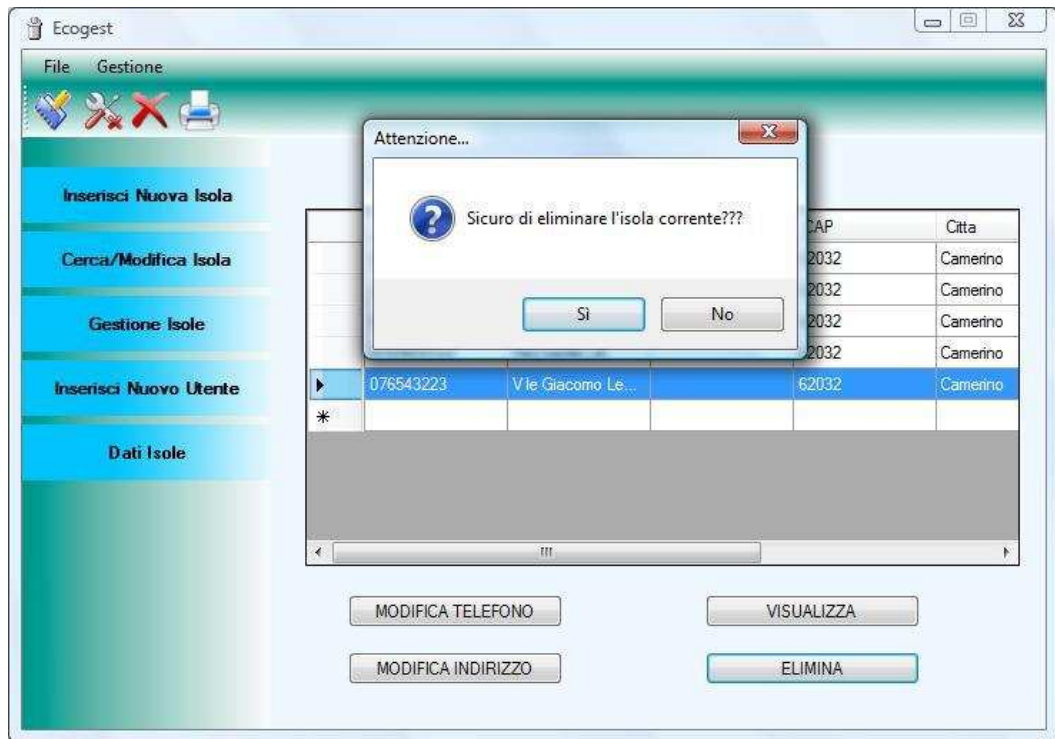 Ecogest
File Gestione
Attenzione...
Sicuro di eliminare l'isola corrente???
Sì No
Inserisci Nuova Isola
Cerca/Modifica Isola
Gestione Isole
Inserisci Nuovo Utente
Dati Isole
CAP Citta
2032 Camerino
2032 Camerino
2032 Camerino
2032 Camerino
076543223 V le Giacomo Le... 62032 Camerino
MODIFICA TELEFONO VISUALIZZA
MODIFICA INDIRIZZO ELIMINA